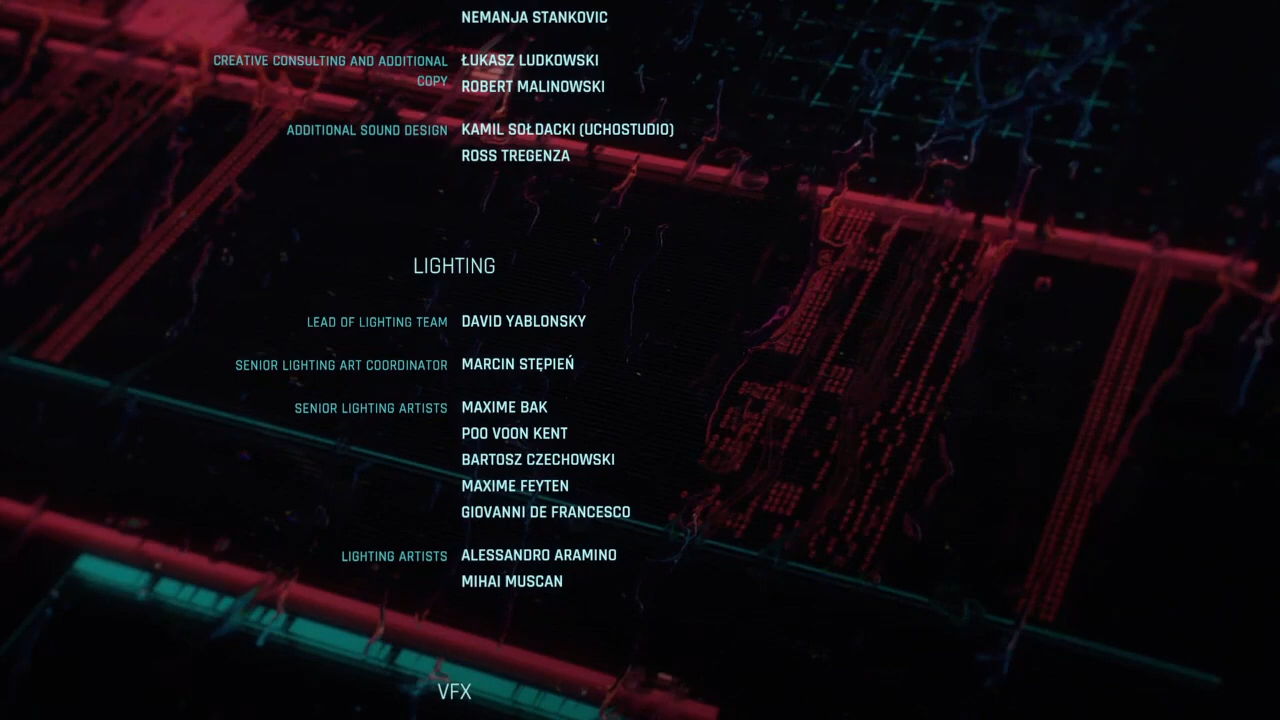 NEMANJA STANKOVIC
CREATIVE CONSULTING AND ADDITIONAL COPY
ŁUKASZ LUDKOWSKI
ROBERT MALINOWSKI
ADDITIONAL SOUND DESIGN
KAMIL SOŁDACKI (UCHOSTUDIO)
ROSS TREGENZA
LIGHTING
LEAD OF LIGHTING TEAM
DAVID YABLONSKY
SENIOR LIGHTING ART COORDINATOR
MARCIN STĘPIEŃ
SENIOR LIGHTING ARTISTS
MAXIME BAK
POO VOON KENT
BARTOSZ CZECHOWSKI
MAXIME FEYTEN
GIOVANNI DE FRANCESCO
LIGHTING ARTISTS
ALESSANDRO ARAMINO
MIHAI MUSCAN
VFX